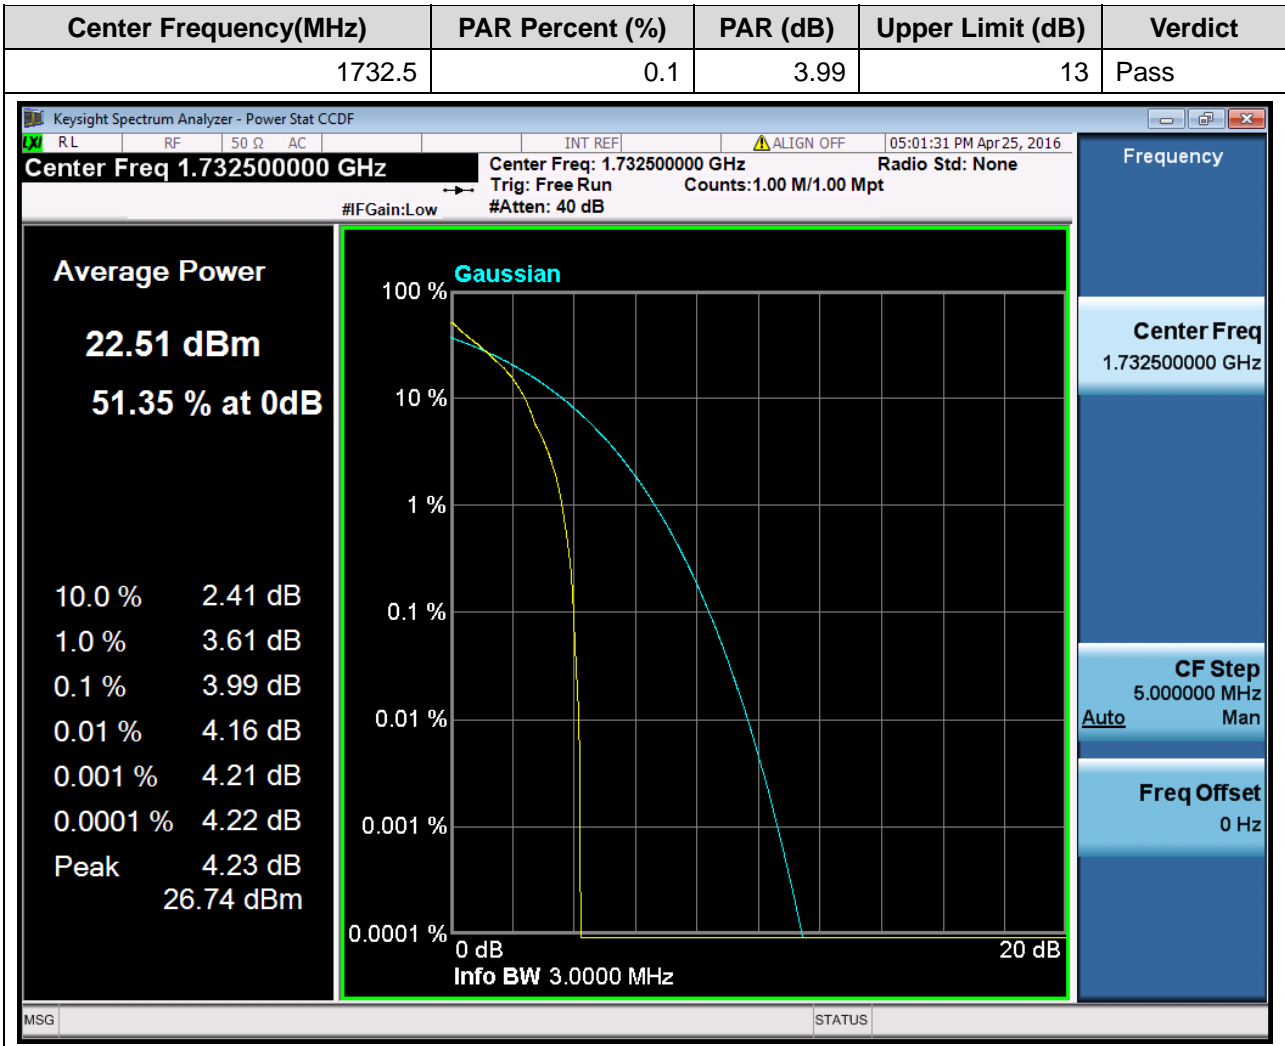 Center Frequency(MHz) PAR Percent (%) PAR (dB) Upper Limit (dB) Verdict
1732.5 0.1 3.99 13 Pass
Keysight Spectrum Analyzer - Power Stat CCDF
LXI RL RF 50 Ω AC INT REF ALIGN OFF 05:01:31 PM Apr 25, 2016
Center Freq 1.732500000 GHz
#IFGain:Low
Center Freq: 1.732500000 GHz Radio Std: None
Trig: Free Run Counts:1.00 M/1.00 Mpt
#Atten: 40 dB
Average Power
22.51 dBm
51.35 % at 0dB
10.0 % 2.41 dB
1.0 % 3.61 dB
0.1 % 3.99 dB
0.01 % 4.16 dB
0.001 % 4.21 dB
0.0001 % 4.22 dB
Peak 4.23 dB
26.74 dBm
Gaussian
100 %
10 %
1 %
0.1 %
0.01 %
0.001 %
0.0001 %
0 dB 20 dB
Info BW 3.0000 MHz
Frequency
Center Freq
1.732500000 GHz
CF Step
5.000000 MHz
Auto Man
Freq Offset
0 Hz
MSG STATUS